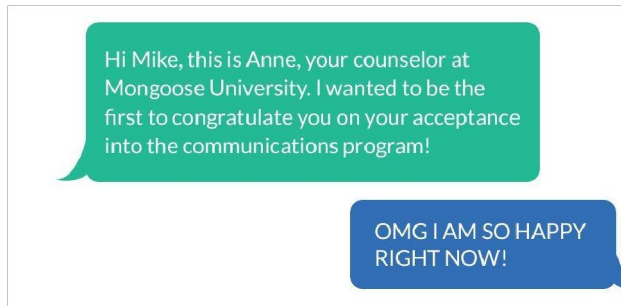 Hi Mike, this is Anne, your counselor at
Mongoose University. I wanted to be the
first to congratulate you on your acceptance
into the communications program!
OMG I AM SO HAPPY
RIGHT NOW!